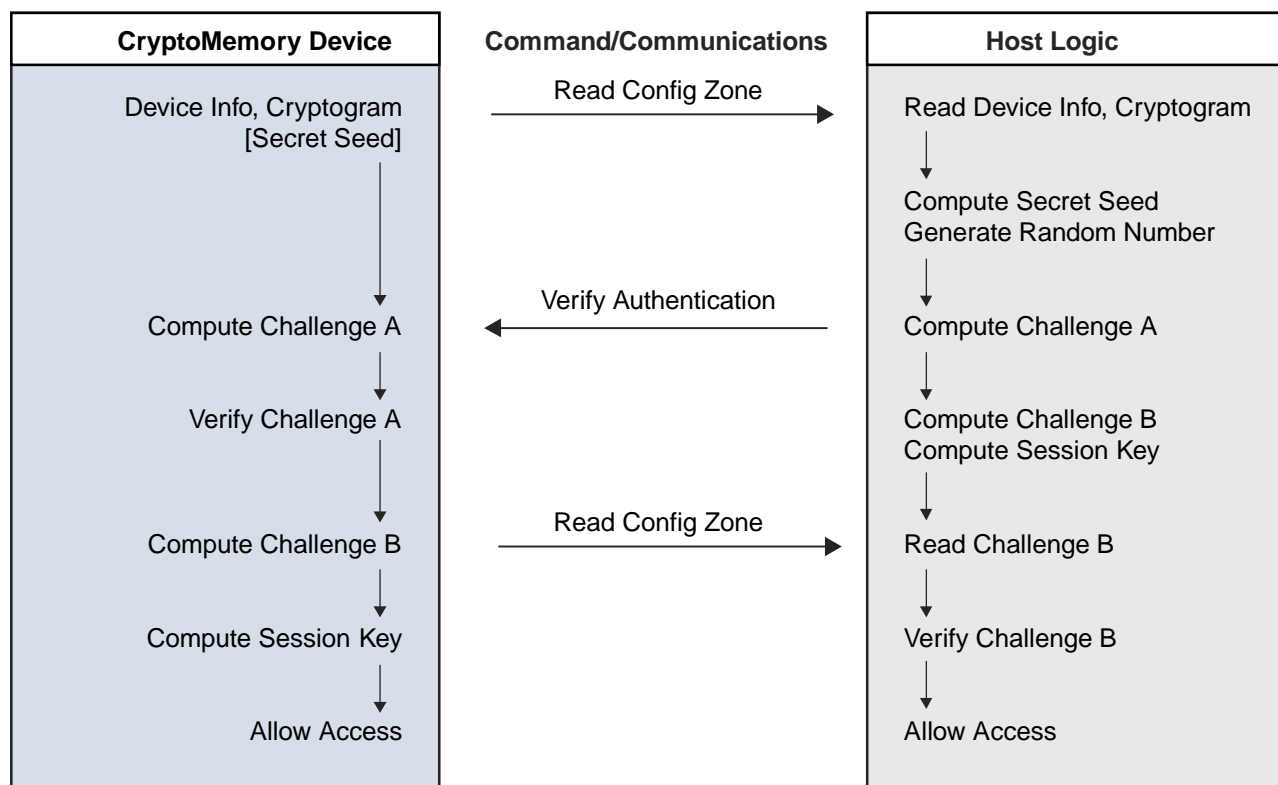 CryptoMemory Device
Command/Communications
Host Logic
Device Info, Cryptogram
[Secret Seed]
Read Config Zone
Read Device Info, Cryptogram
Compute Secret Seed
Generate Random Number
Compute Challenge A
Verify Authentication
Compute Challenge A
Verify Challenge A
Compute Challenge B
Compute Session Key
Compute Challenge B
Read Config Zone
Read Challenge B
Compute Session Key
Verify Challenge B
Allow Access
Allow Access